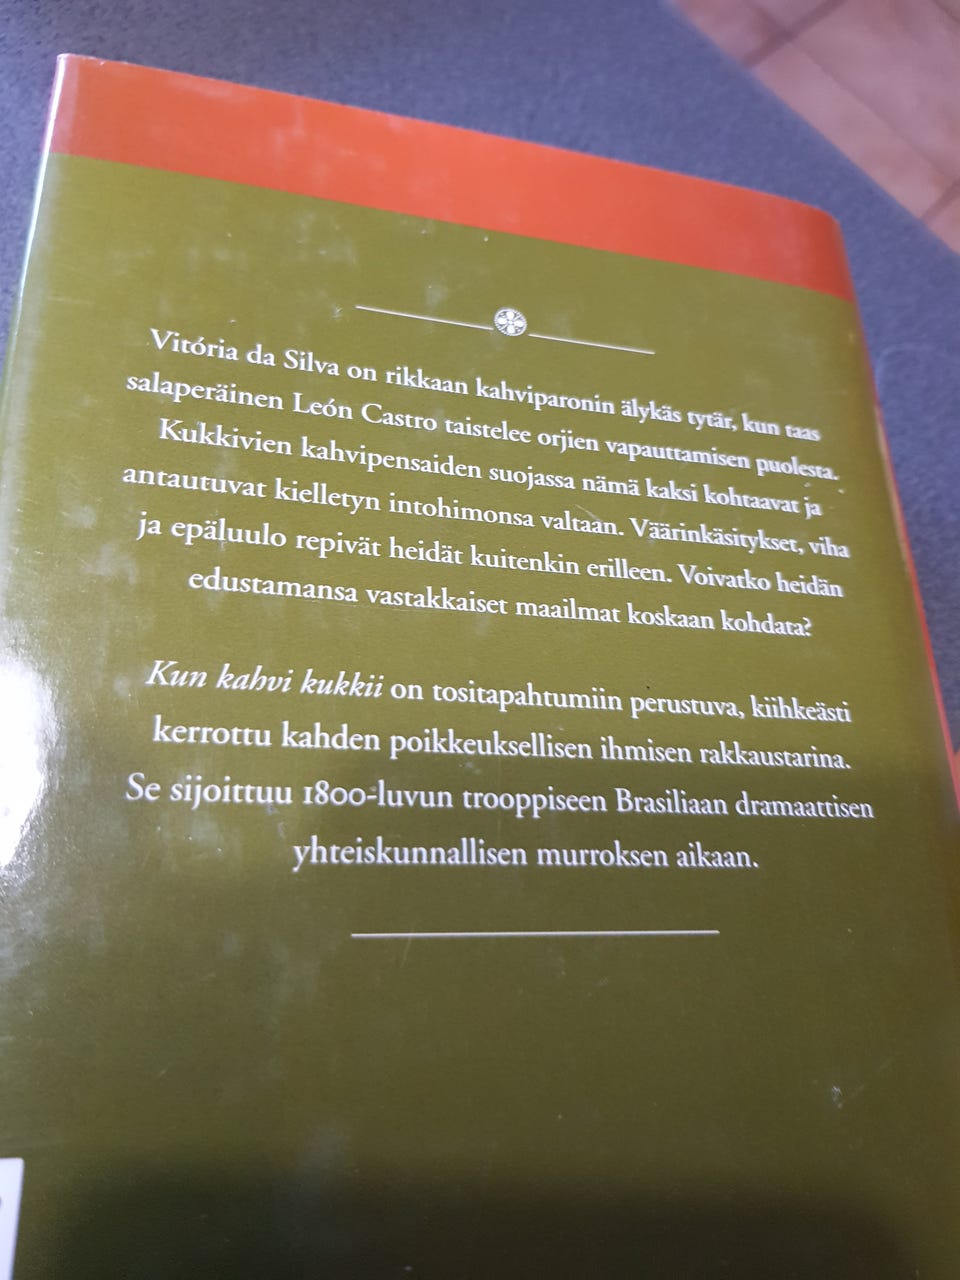 Vitória da Silva on rikkaan kahviparonin älykäs tytär, kun taas
salaperäinen León Castro taistelee orjien vapauttamisen puolesta.
Kukkivien kahvipensaiden suojassa nämä kaksi kohtaavat ja
antautuvat kielletyn intohimonsa valtaan. Väärinkäsitykset, viha
ja epäluulo repivät heidät kuitenkin erilleen. Voivatko heidän
edustamansa vastakkaiset maailmat koskaan kohdata?
Kun kahvi kukkii on tositapahtumiin perustuva, kiihkeästi
kerrottu kahden poikkeuksellisen ihmisen rakkaustarina.
Se sijoittuu 1800-luvun trooppiseen Brasiliaan dramaattisen
yhteiskunnallisen murroksen aikaan.